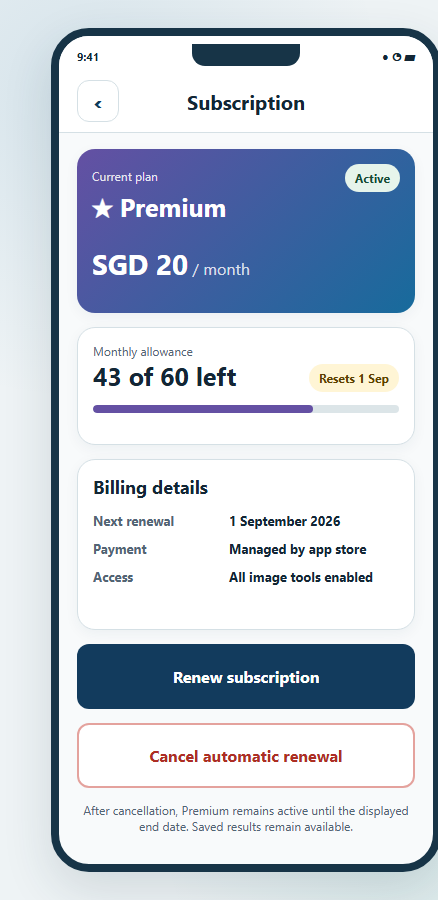 9:41
Subscription
Current plan
Active
★ Premium
SGD 20 / month
Monthly allowance
43 of 60 left
Resets 1 Sep
Billing details
Next renewal 1 September 2026
Payment Managed by app store
Access All image tools enabled
Renew subscription
Cancel automatic renewal
After cancellation, Premium remains active until the displayed
end date. Saved results remain available.